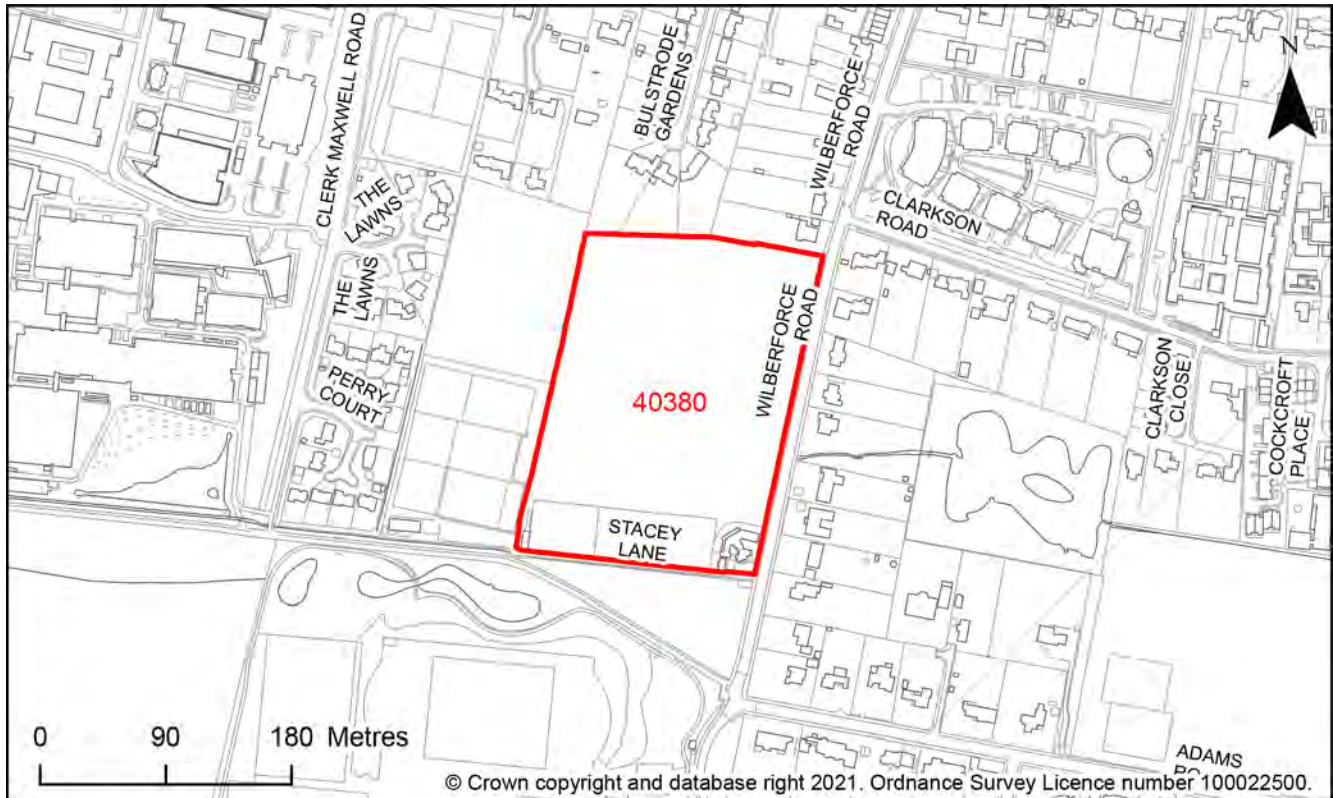 CLERK MAXWELL ROAD
BULSTRODE
GARDENS
WILBERFORCE
ROAD
N
THE
LAWNS
CLARKSON
ROAD
THE
LAWNS
WILBERFORCE
ROAD
PERRY
COURT
40380
CLARKSON
CLOSE
COCKCROFT
PLACE
STACEY
LANE
ADAMS
0 90 180 Metres
© Crown copyright and database right 2021. Ordnance Survey Licence number 100022500.